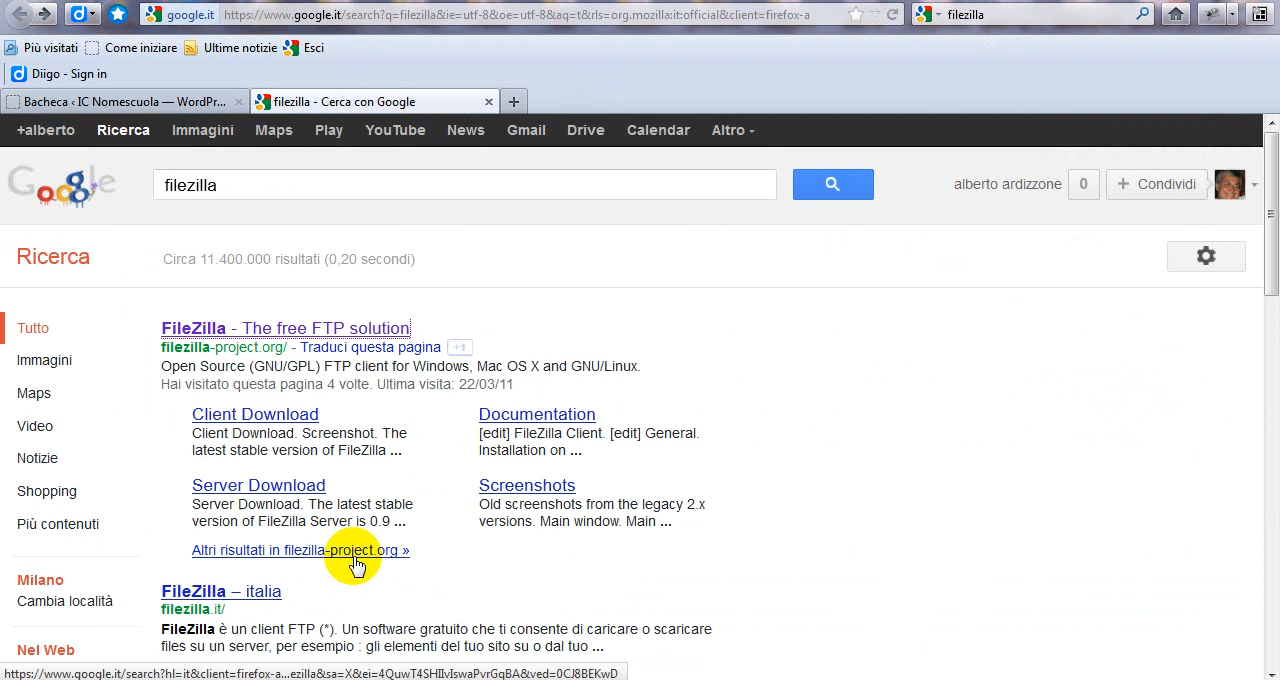 google.it https://www.google.it/search?q=filezilla&ie=utf-8&oe=utf-8&aq=t&rls=org.mozilla:it:official&client=firefox-a filezilla
Più visitati Come iniziare Ultime notizie Esci
Diigo - Sign in
Bacheca ‹ IC Nomescuola — WordPr... filezilla - Cerca con Google
+alberto Ricerca Immagini Maps Play YouTube News Gmail Drive Calendar Altro
Google filezilla alberto ardizzone 0 + Condividi
Ricerca Circa 11.400.000 risultati (0,20 secondi)
Tutto
Immagini
Maps
Video
Notizie
Shopping
Più contenuti
Milano
Cambia località
Nel Web
FileZilla - The free FTP solution
filezilla-project.org/ - Traduci questa pagina +1
Open Source (GNU/GPL) FTP client for Windows, Mac OS X and GNU/Linux.
Hai visitato questa pagina 4 volte. Ultima visita: 22/03/11
Client Download
Client Download. Screenshot. The
latest stable version of FileZilla ...
Documentation
[edit] FileZilla Client. [edit] General.
Installation on ...
Server Download
Server Download. The latest stable
version of FileZilla Server is 0.9 ...
Screenshots
Old screenshots from the legacy 2.x
versions. Main window. Main ...
Altri risultati in filezilla-project.org »
FileZilla – italia
filezilla.it/
FileZilla è un client FTP (*). Un software gratuito che ti consente di caricare o scaricare
files su un server, per esempio : gli elementi del tuo sito su o dal tuo ...
https://www.google.it/search?hl=it&client=firefox-a...ezilla&sa=X&ei=4QuwT4SHIIvIswaPvrGqBA&ved=0CJ8BEKwD